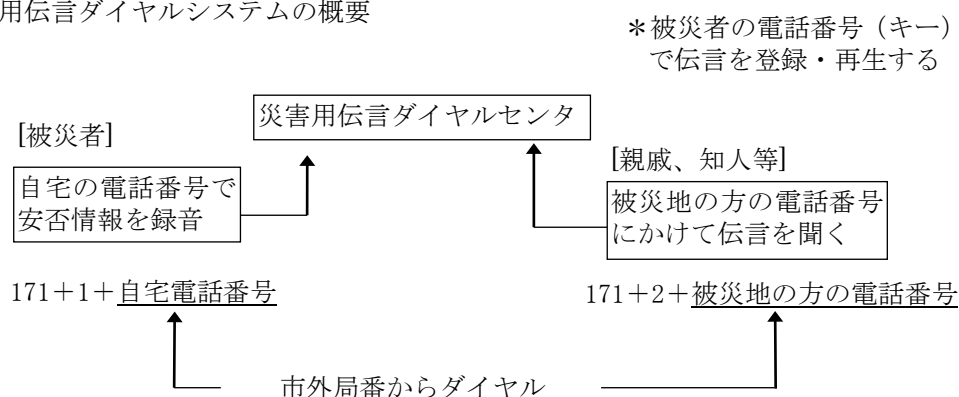 用伝言ダイヤルシステムの概要
＊被災者の電話番号（キー）
で伝言を登録・再生する
災害用伝言ダイヤルセンタ
[被災者]
自宅の電話番号で
安否情報を録音
[親戚、知人等]
被災地の方の電話番号
にかけて伝言を聞く
171＋1＋自宅電話番号
171＋2＋被災地の方の電話番号
市外局番からダイヤル